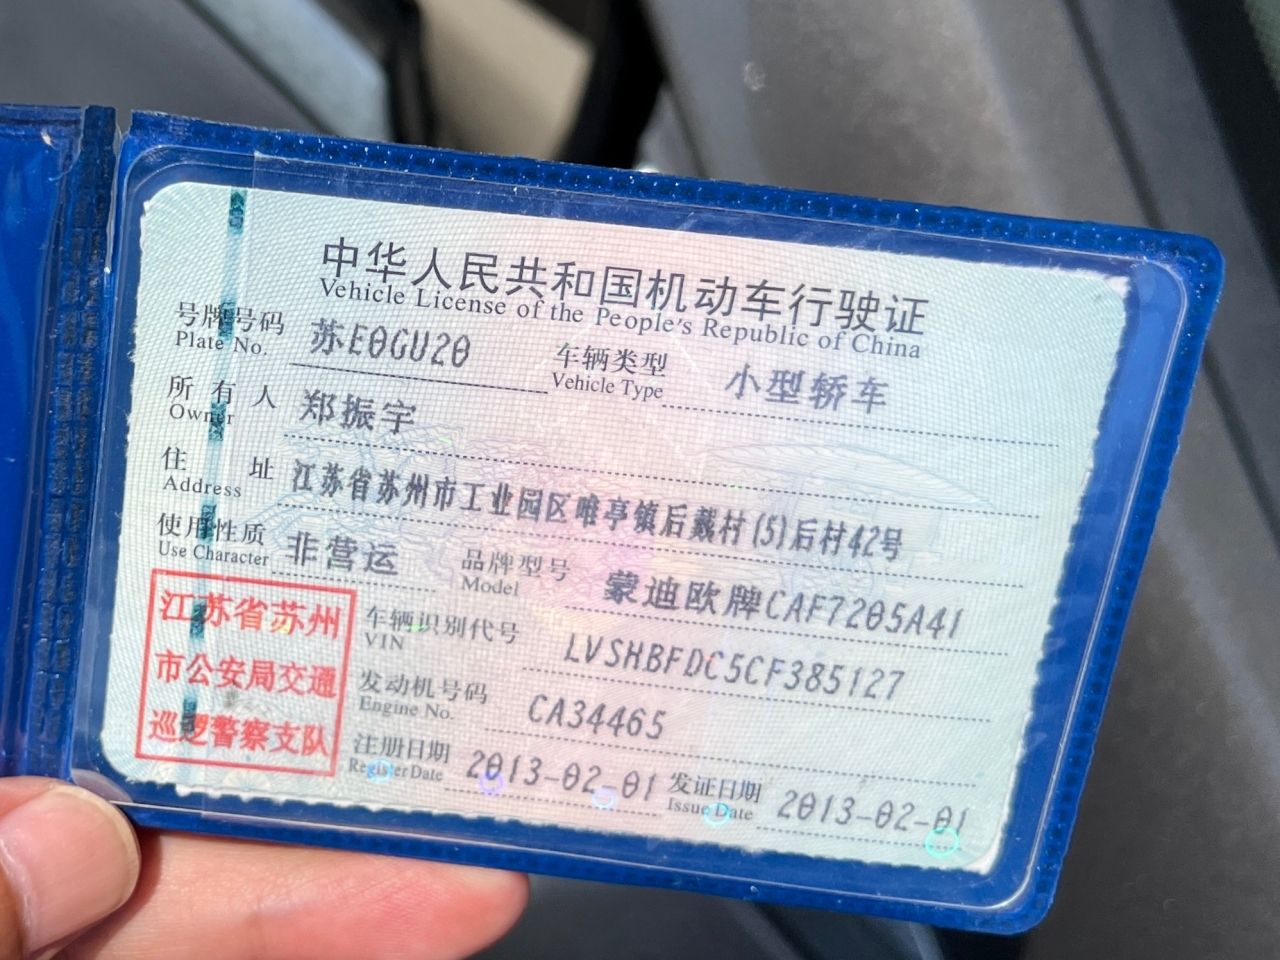 中华人民共和国机动车行驶证
Vehicle License of the People's Republic of China
号牌号码 苏E0GU20 车辆类型 小型轿车
Plate No. Vehicle Type
所有人 郑振宇
Owner
住址 江苏省苏州市工业园区唯亭镇后戴村(5)后村42号
Address
使用性质 非营运 品牌型号 蒙迪欧牌CAF7205A41
Use Character Model
江苏省苏州
市公安局交通
巡逻警察支队
车辆识别代号 LVSHBFDC5CF385127
VIN
发动机号码 CA34465
Engine No.
注册日期 2013-02-01 发证日期 2013-02-01
Register Date Issue Date